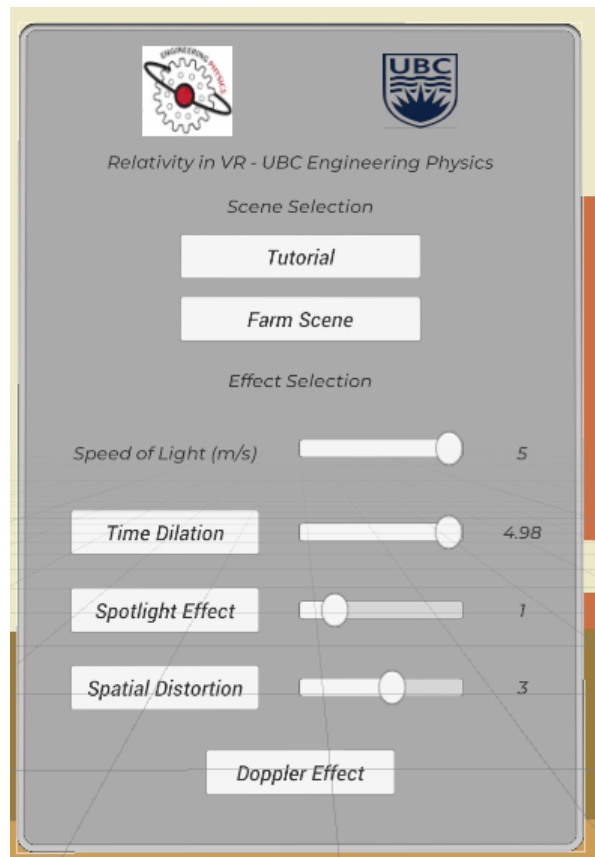 ENGINEERING PHYSICS
UBC
Relativity in VR - UBC Engineering Physics
Scene Selection
Tutorial
Farm Scene
Effect Selection
Speed of Light (m/s) 5
Time Dilation 4.98
Spotlight Effect 1
Spatial Distortion 3
Doppler Effect